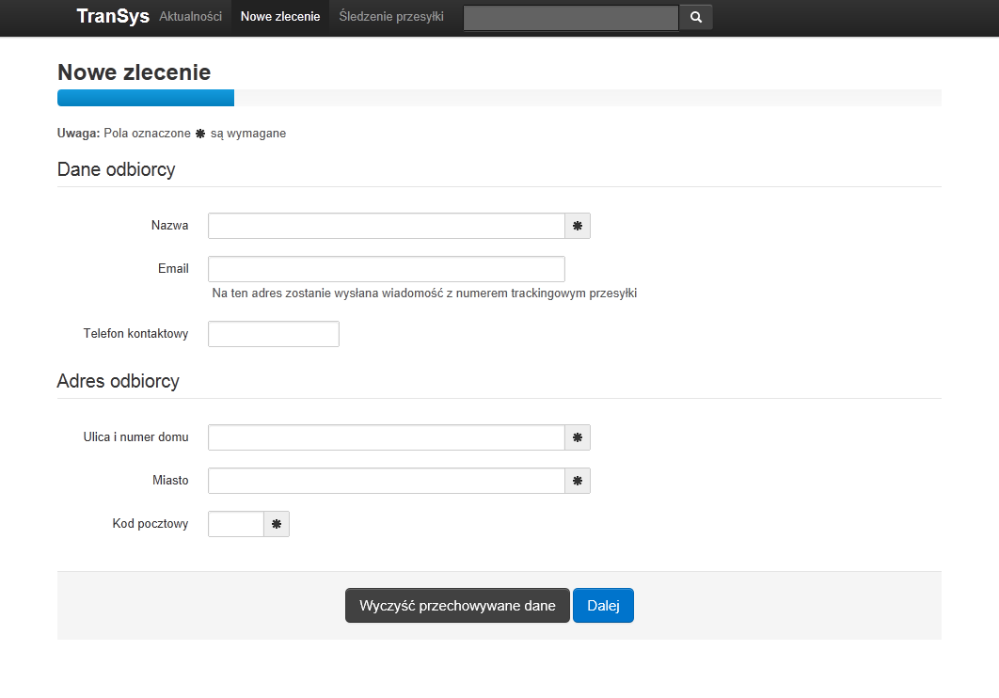 TranSys Aktualności Nowe zlecenie Śledzenie przesyłki
Nowe zlecenie
Uwaga: Pola oznaczone ✱ są wymagane
Dane odbiorcy
Nazwa ✱
Email
Na ten adres zostanie wysłana wiadomość z numerem trackingowym przesyłki
Telefon kontaktowy
Adres odbiorcy
Ulica i numer domu ✱
Miasto ✱
Kod pocztowy ✱
Wyczyść przechowywane dane Dalej